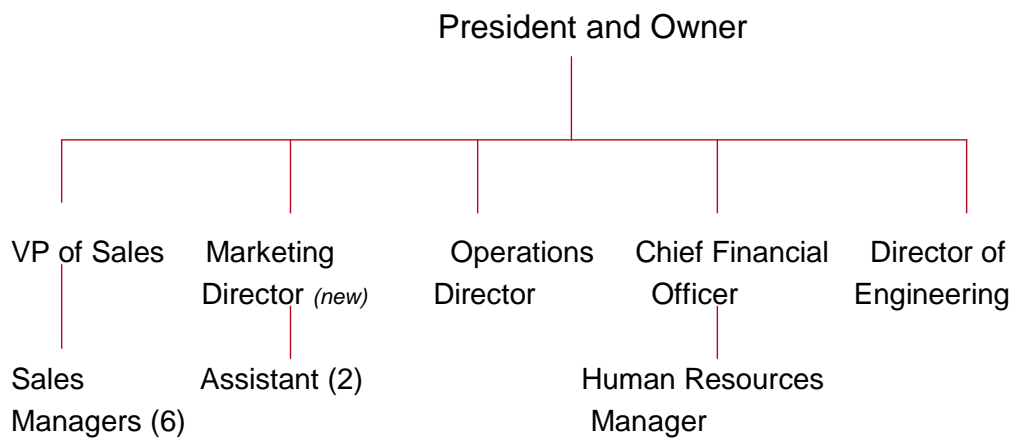 President and Owner
VP of Sales
Marketing
Director (new)
Operations
Director
Chief Financial
Officer
Director of
Engineering
Sales
Managers (6)
Assistant (2)
Human Resources
Manager